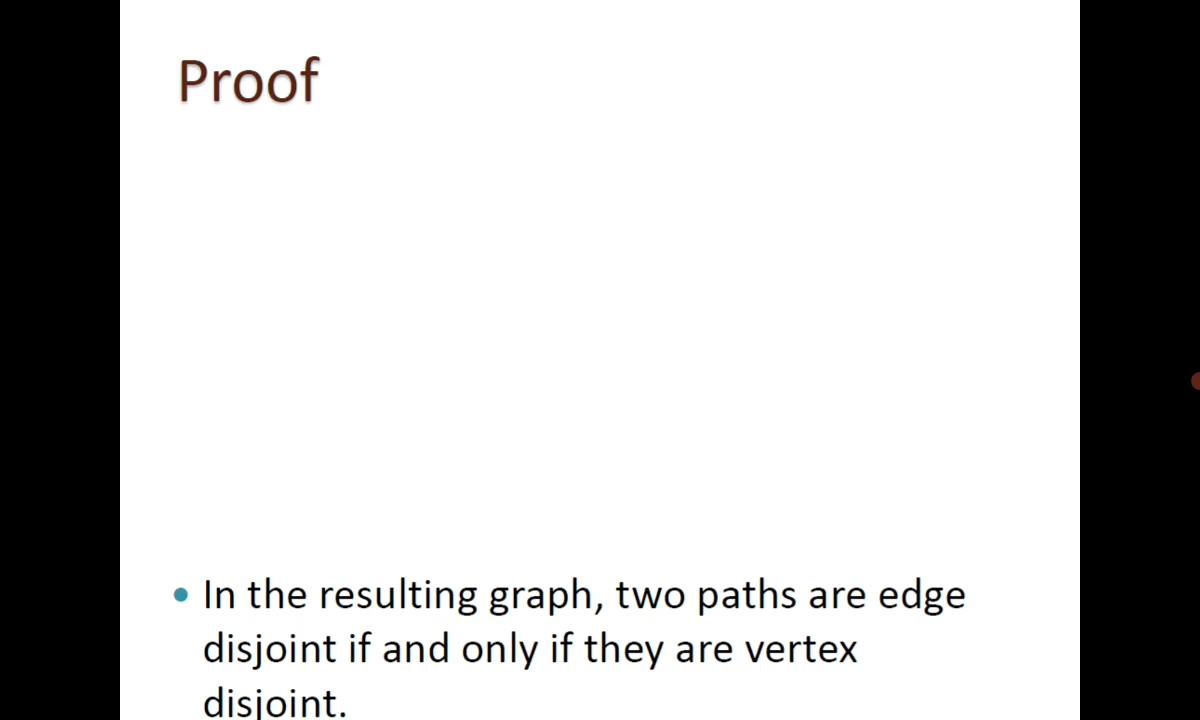 Proof
• In the resulting graph, two paths are edge
disjoint if and only if they are vertex
disjoint.